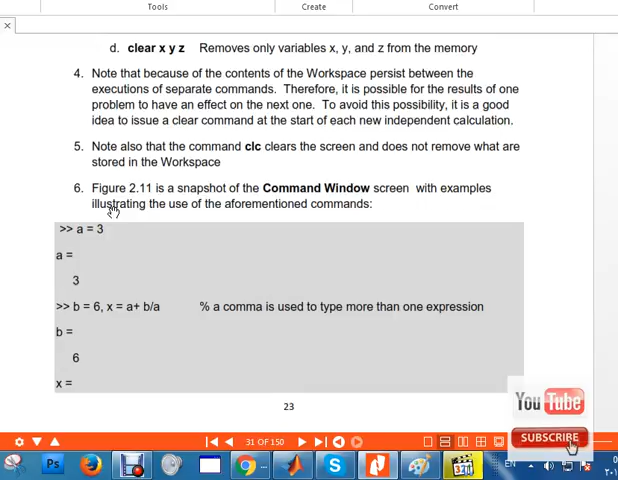 Tools Create Convert
d. clear x y z Removes only variables x, y, and z from the memory
4. Note that because of the contents of the Workspace persist between the
executions of separate commands. Therefore, it is possible for the results of one
problem to have an effect on the next one. To avoid this possibility, it is a good
idea to issue a clear command at the start of each new independent calculation.
5. Note also that the command clc clears the screen and does not remove what are
stored in the Workspace
6. Figure 2.11 is a snapshot of the Command Window screen with examples
illustrating the use of the aforementioned commands:
>> a = 3
a =
3
>> b = 6, x = a+ b/a % a comma is used to type more than one expression
b =
6
x =
23
You Tube
SUBSCRIBE
31 OF 150
Ps
EN